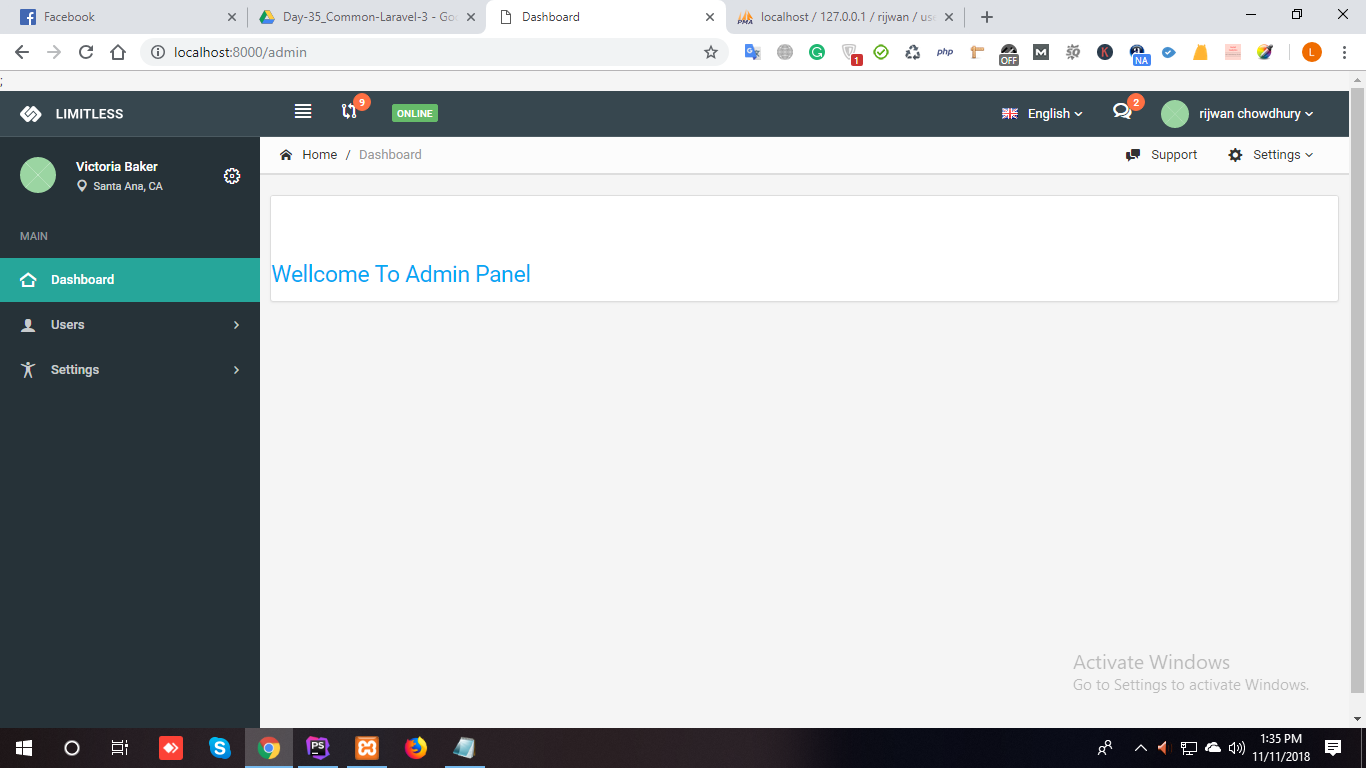 Facebook
Day-35_Common-Laravel-3 - Goo
Dashboard
localhost / 127.0.0.1 / rijwan / use
localhost:8000/admin
php
1
OFF
M
K
NA
L
;
LIMITLESS
9
ONLINE
English
2
rijwan chowdhury
Victoria Baker
Santa Ana, CA
Home / Dashboard
Support
Settings
MAIN
Dashboard
Users
Settings
Wellcome To Admin Panel
Activate Windows
Go to Settings to activate Windows.
PS
1:35 PM
11/11/2018